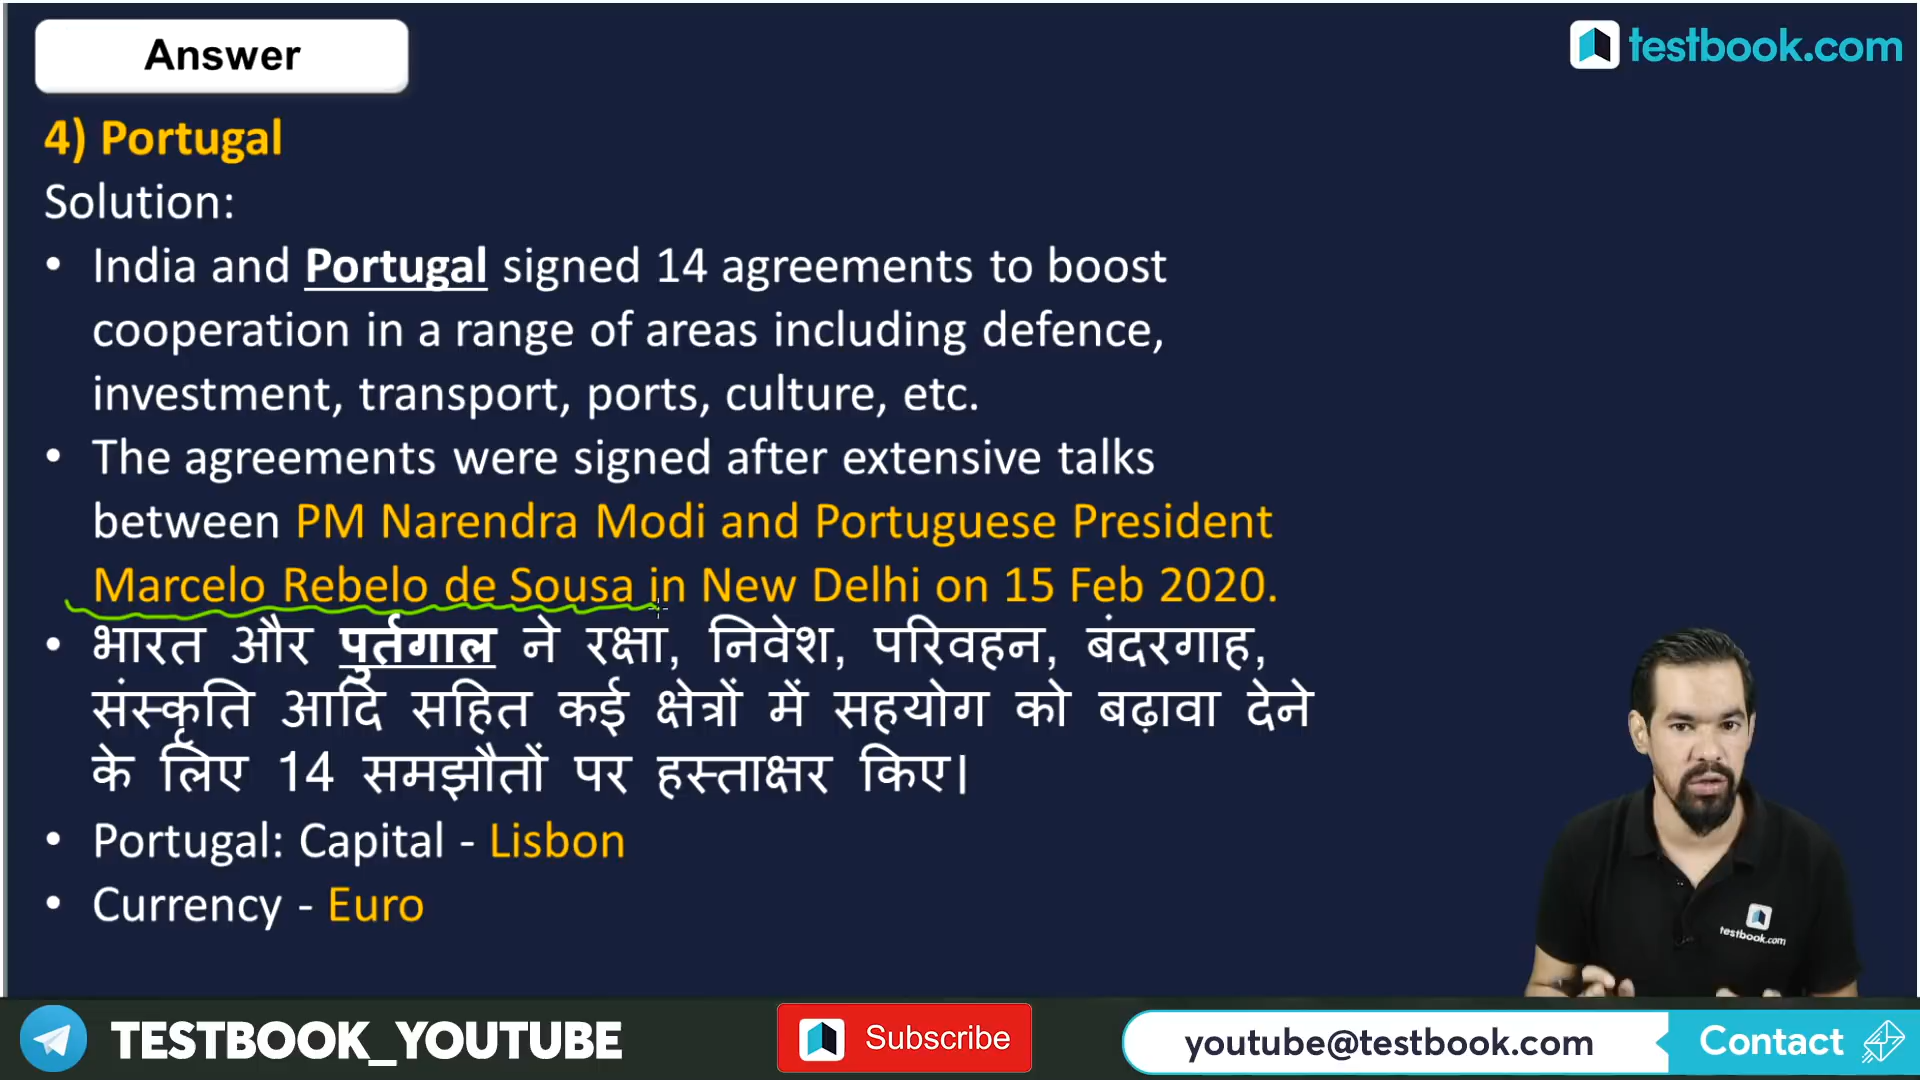 Answer
testbook.com
4) Portugal
Solution:
• India and Portugal signed 14 agreements to boost
cooperation in a range of areas including defence,
investment, transport, ports, culture, etc.
• The agreements were signed after extensive talks
between PM Narendra Modi and Portuguese President
Marcelo Rebelo de Sousa in New Delhi on 15 Feb 2020.
• भारत और पुर्तगाल ने रक्षा, निवेश, परिवहन, बंदरगाह,
संस्कृति आदि सहित कई क्षेत्रों में सहयोग को बढ़ावा देने
के लिए 14 समझौतों पर हस्ताक्षर किए।
• Portugal: Capital - Lisbon
• Currency - Euro
testbook.com
TESTBOOK_YOUTUBE
Subscribe
youtube@testbook.com
Contact